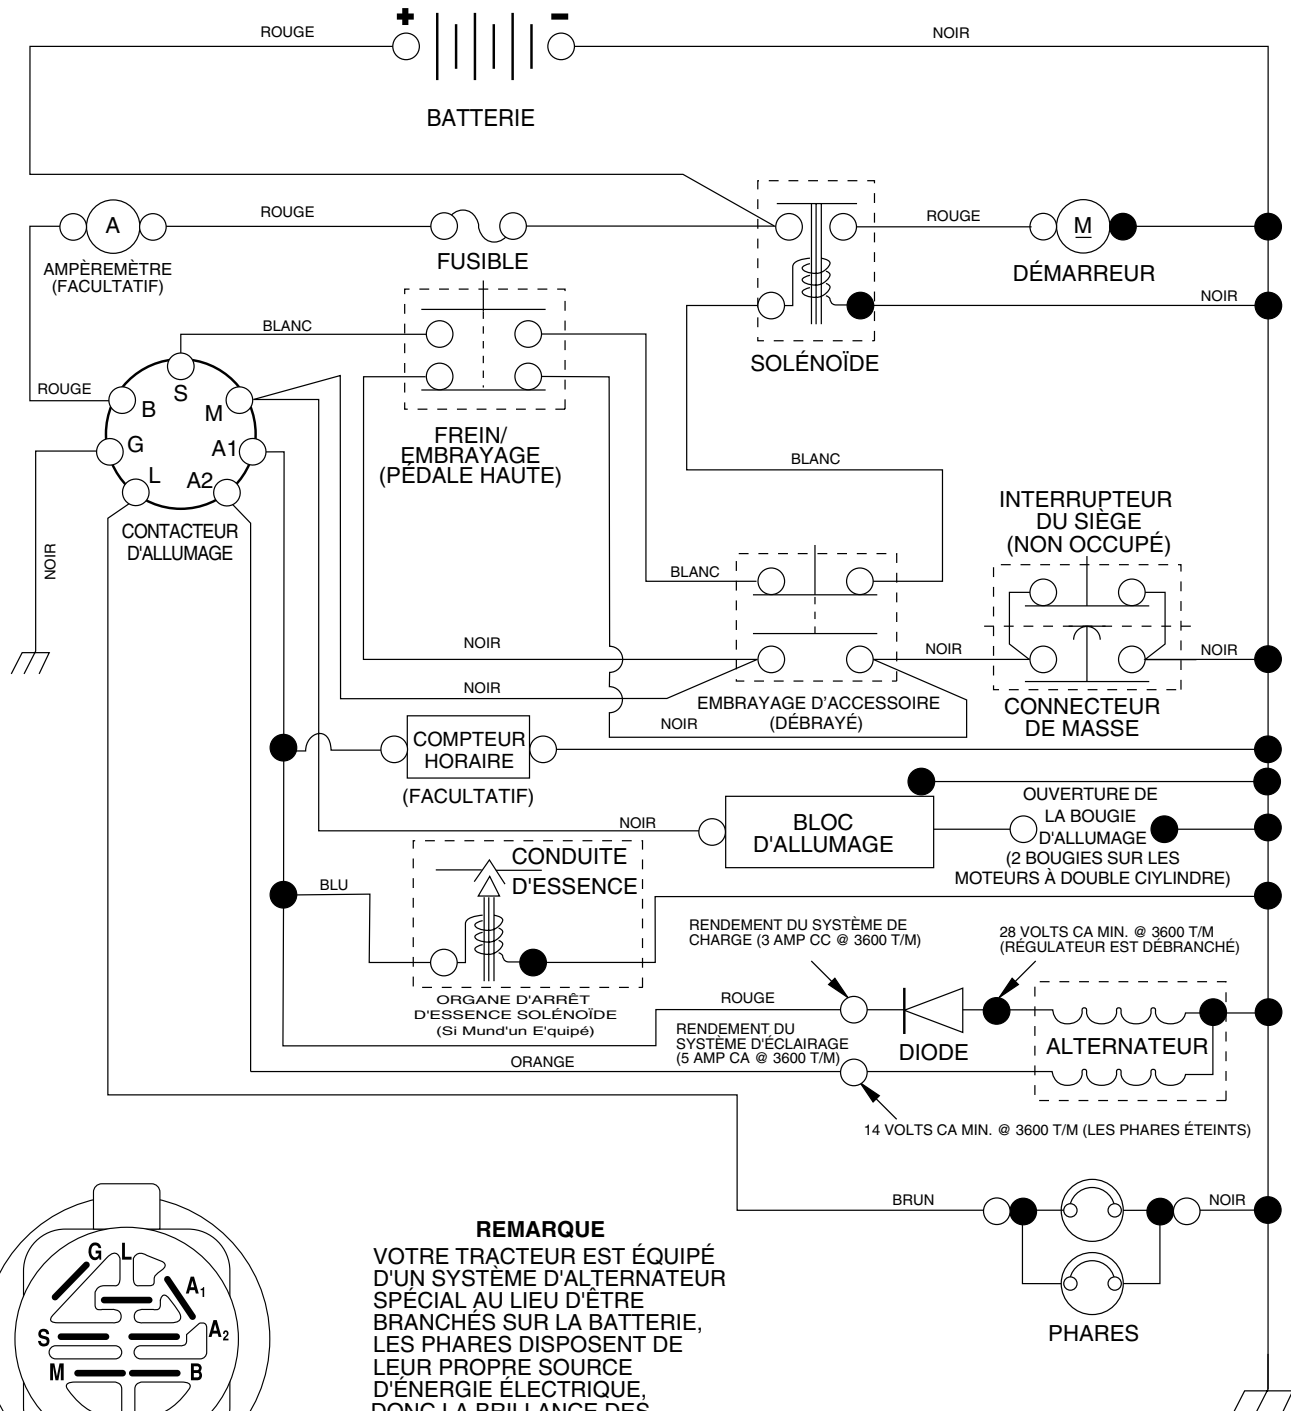 +
-
ROUGE
NOIR
BATTERIE
ROUGE
A
AMPÈREMÈTRE
(FACULTATIF)
FUSIBLE
ROUGE
M
DÉMARREUR
NOIR
SOLÉNOÏDE
BLANC
ROUGE
S
B
M
G
A1
L
A2
CONTACTEUR
D'ALLUMAGE
NOIR
FREIN/
EMBRAYAGE
(PÉDALE HAUTE)
BLANC
INTERRUPTEUR
DU SIÈGE
(NON OCCUPÉ)
BLANC
NOIR
NOIR
NOIR
NOIR
NOIR
EMBRAYAGE D'ACCESSOIRE
(DÉBRAYÉ)
CONNECTEUR
DE MASSE
COMPTEUR
HORAIRE
(FACULTATIF)
NOIR
BLOC
D'ALLUMAGE
OUVERTURE DE
LA BOUGIE
D'ALLUMAGE
(2 BOUGIES SUR LES
MOTEURS À DOUBLE CIYLINDRE)
CONDUITE
D'ESSENCE
BLU
ORGANE D'ARRÊT
D'ESSENCE SOLÉNOÏDE
(Si Mund'un E'quipé)
RENDEMENT DU SYSTÈME DE
CHARGE (3 AMP CC @ 3600 T/M)
28 VOLTS CA MIN. @ 3600 T/M
(RÉGULATEUR EST DÉBRANCHÉ)
ROUGE
RENDEMENT DU
SYSTÈME D'ÉCLAIRAGE
(5 AMP CA @ 3600 T/M)
DIODE
ALTERNATEUR
ORANGE
14 VOLTS CA MIN. @ 3600 T/M (LES PHARES ÉTEINTS)
BRUN
NOIR
PHARES
G
L
A1
S
A2
M
B
REMARQUE
VOTRE TRACTEUR EST ÉQUIPÉ
D'UN SYSTÈME D'ALTERNATEUR
SPÉCIAL AU LIEU D'ÊTRE
BRANCHÉS SUR LA BATTERIE,
LES PHARES DISPOSENT DE
LEUR PROPRE SOURCE
D'ÉNERGIE ÉLECTRIQUE,
DONC LA BRILLANCE DES